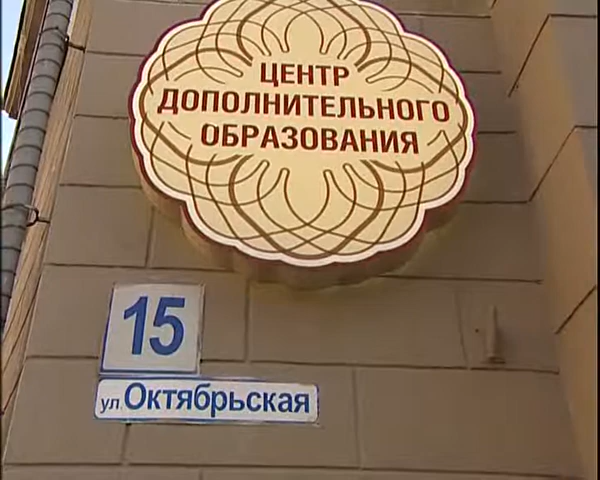 ЦЕНТР
ДОПОЛНИТЕЛЬНОГО
ОБРАЗОВАНИЯ
15
ул Октябрьская